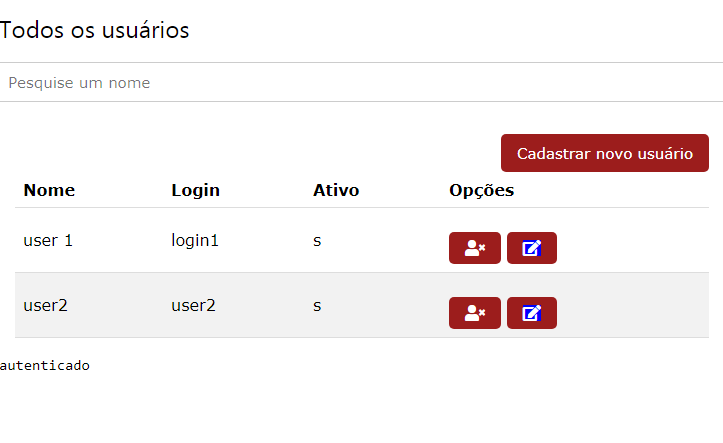 Todos os usuários
Pesquise um nome
Cadastrar novo usuário
Nome Login Ativo Opções
user 1 login1 s
user2 user2 s
autenticado